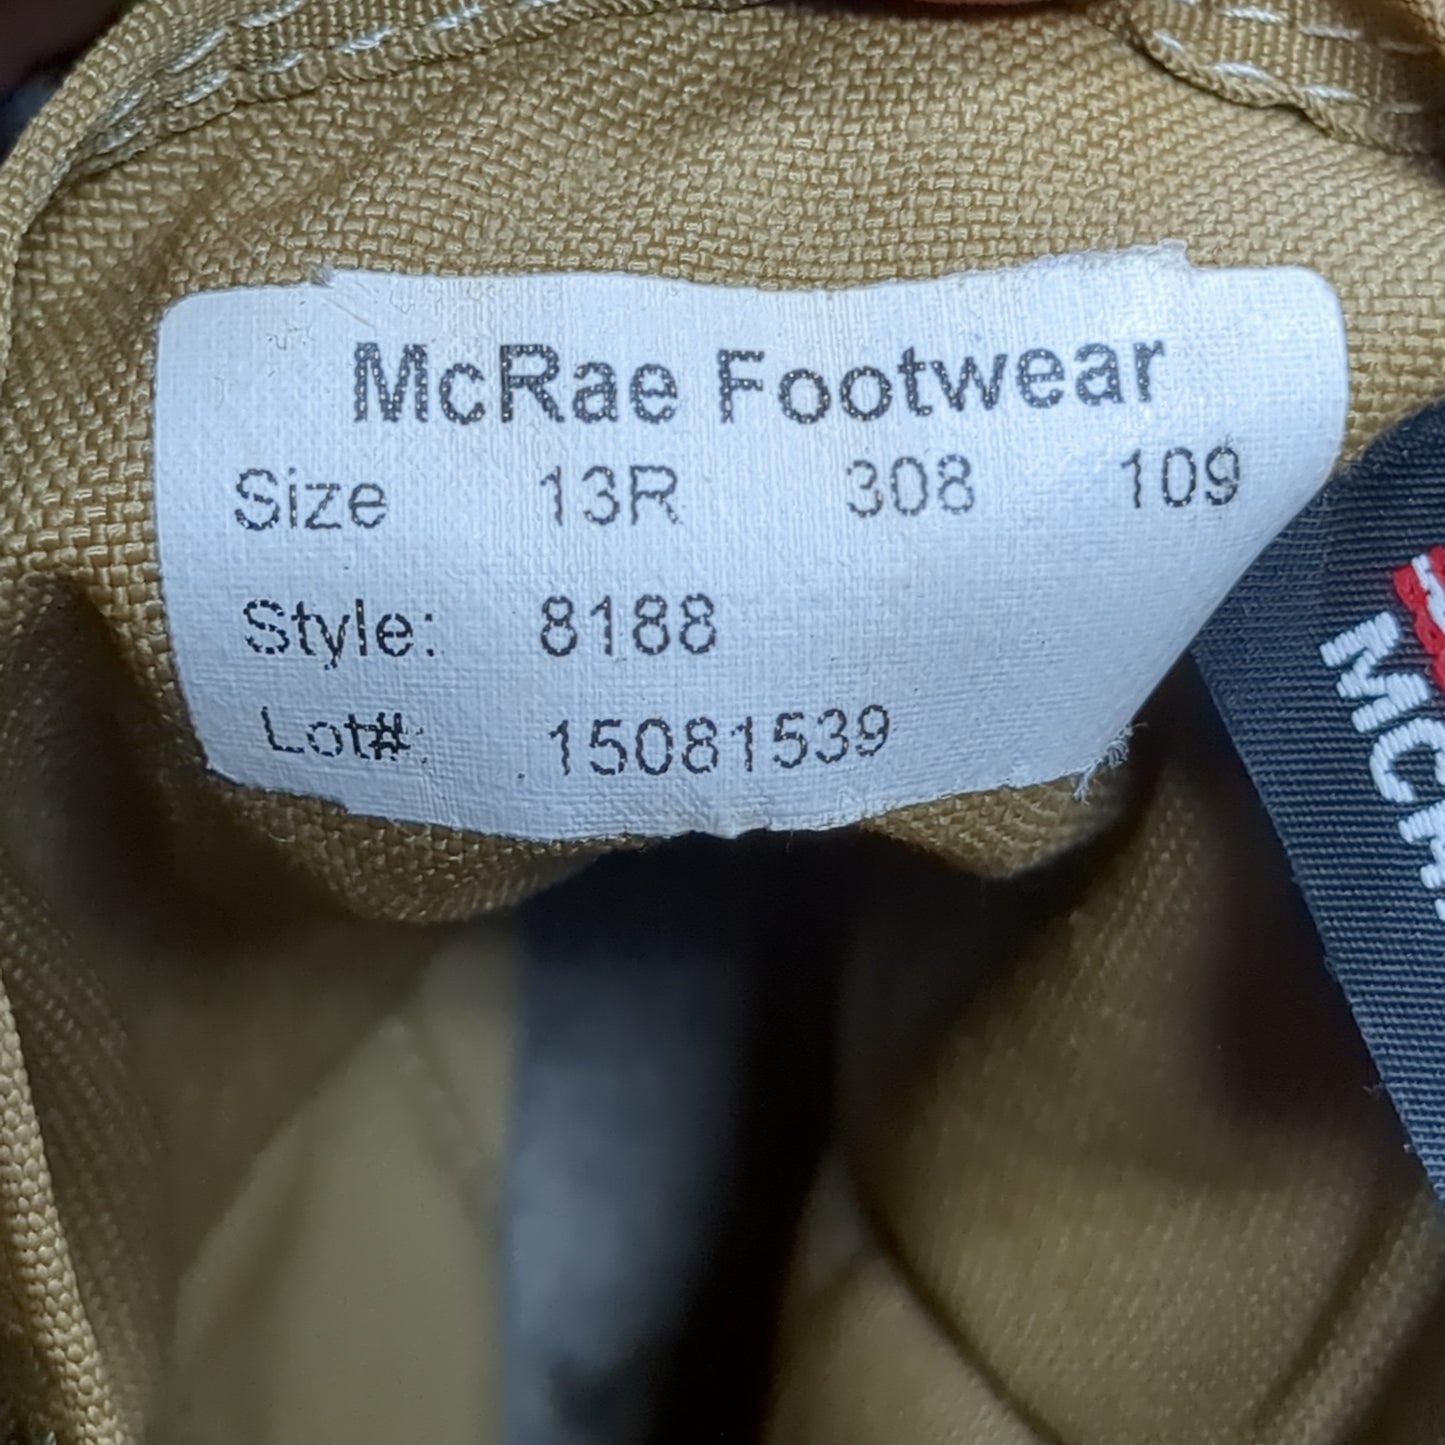 McRae Footwear
Size 13R 308 109
Style: 8188
Lot#: 15081539